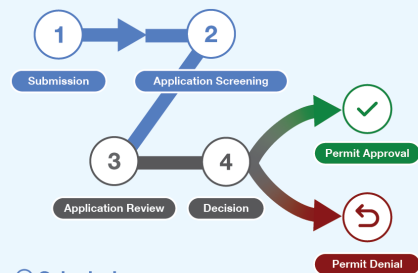 1
2
Submission
Application Screening
3
4
Permit Approval
Application Review
Decision
Permit Denial